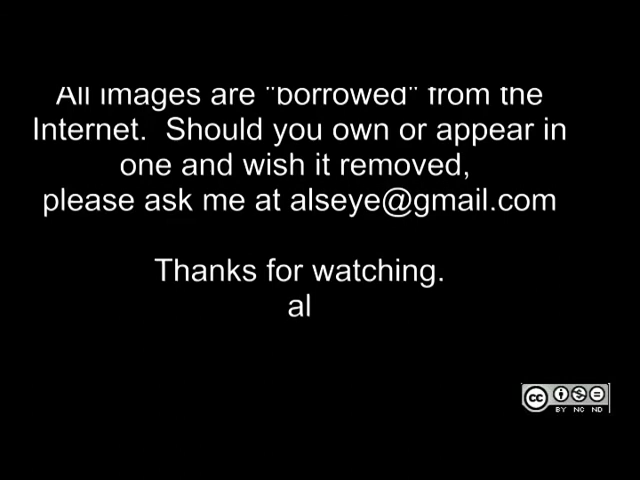 All images are "borrowed" from the
Internet.  Should you own or appear in
one and wish it removed,
please ask me at alseye@gmail.com
Thanks for watching.
al
cc
BY NC ND